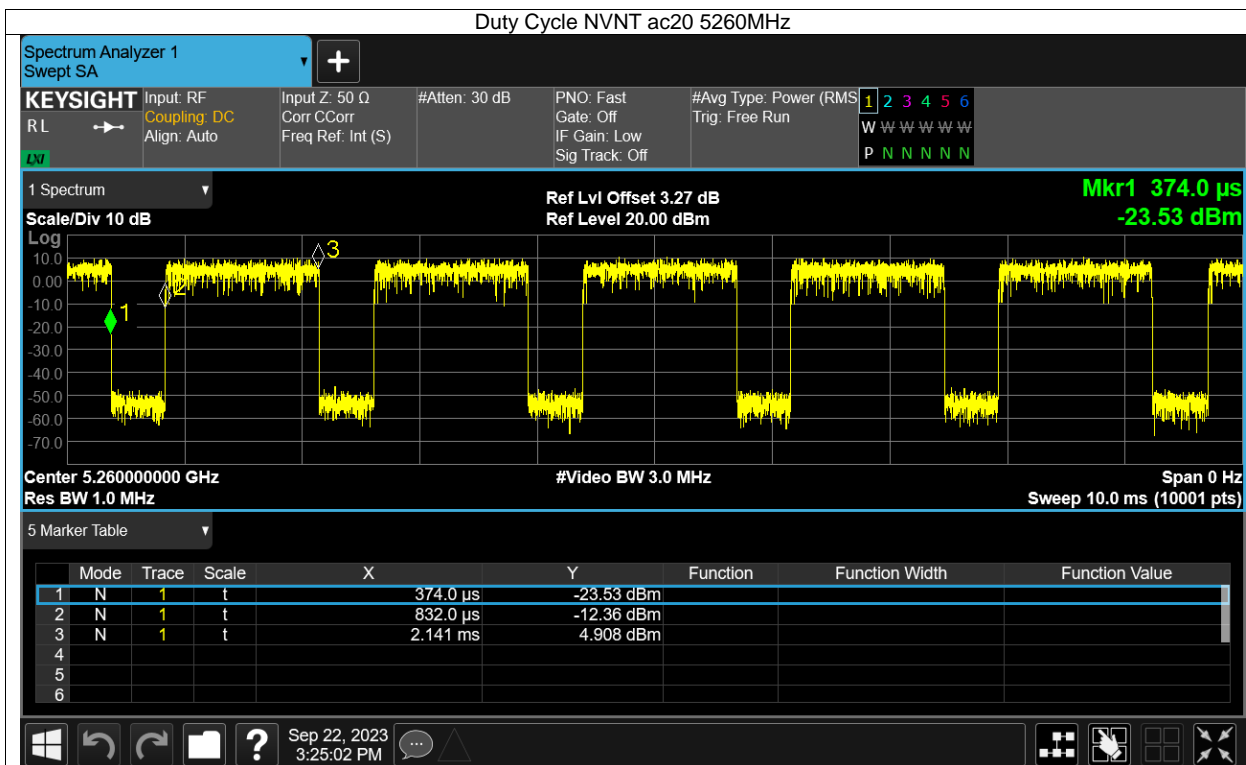 Duty Cycle NVNT ac20 5260MHz
Spectrum Analyzer 1
Swept SA
KEYSIGHT
R L
LXI
Input: RF
Coupling: DC
Align: Auto
Input Z: 50 Ω
Corr CCorr
Freq Ref: Int (S)
#Atten: 30 dB
PNO: Fast
Gate: Off
IF Gain: Low
Sig Track: Off
#Avg Type: Power (RMS
Trig: Free Run
1 2 3 4 5 6
W W W W W W
P N N N N N
1 Spectrum
Scale/Div 10 dB
Ref Lvl Offset 3.27 dB
Ref Level 20.00 dBm
Mkr1 374.0 µs
-23.53 dBm
Log
10.0
0.00
-10.0
-20.0
-30.0
-40.0
-50.0
-60.0
-70.0
1
2
3
Center 5.260000000 GHz
#Video BW 3.0 MHz
Span 0 Hz
Res BW 1.0 MHz
Sweep 10.0 ms (10001 pts)
5 Marker Table
Mode Trace Scale X Y Function Function Width Function Value
1 N 1 t 374.0 µs -23.53 dBm
2 N 1 t 832.0 µs -12.36 dBm
3 N 1 t 2.141 ms 4.908 dBm
4
5
6
?
Sep 22, 2023
3:25:02 PM